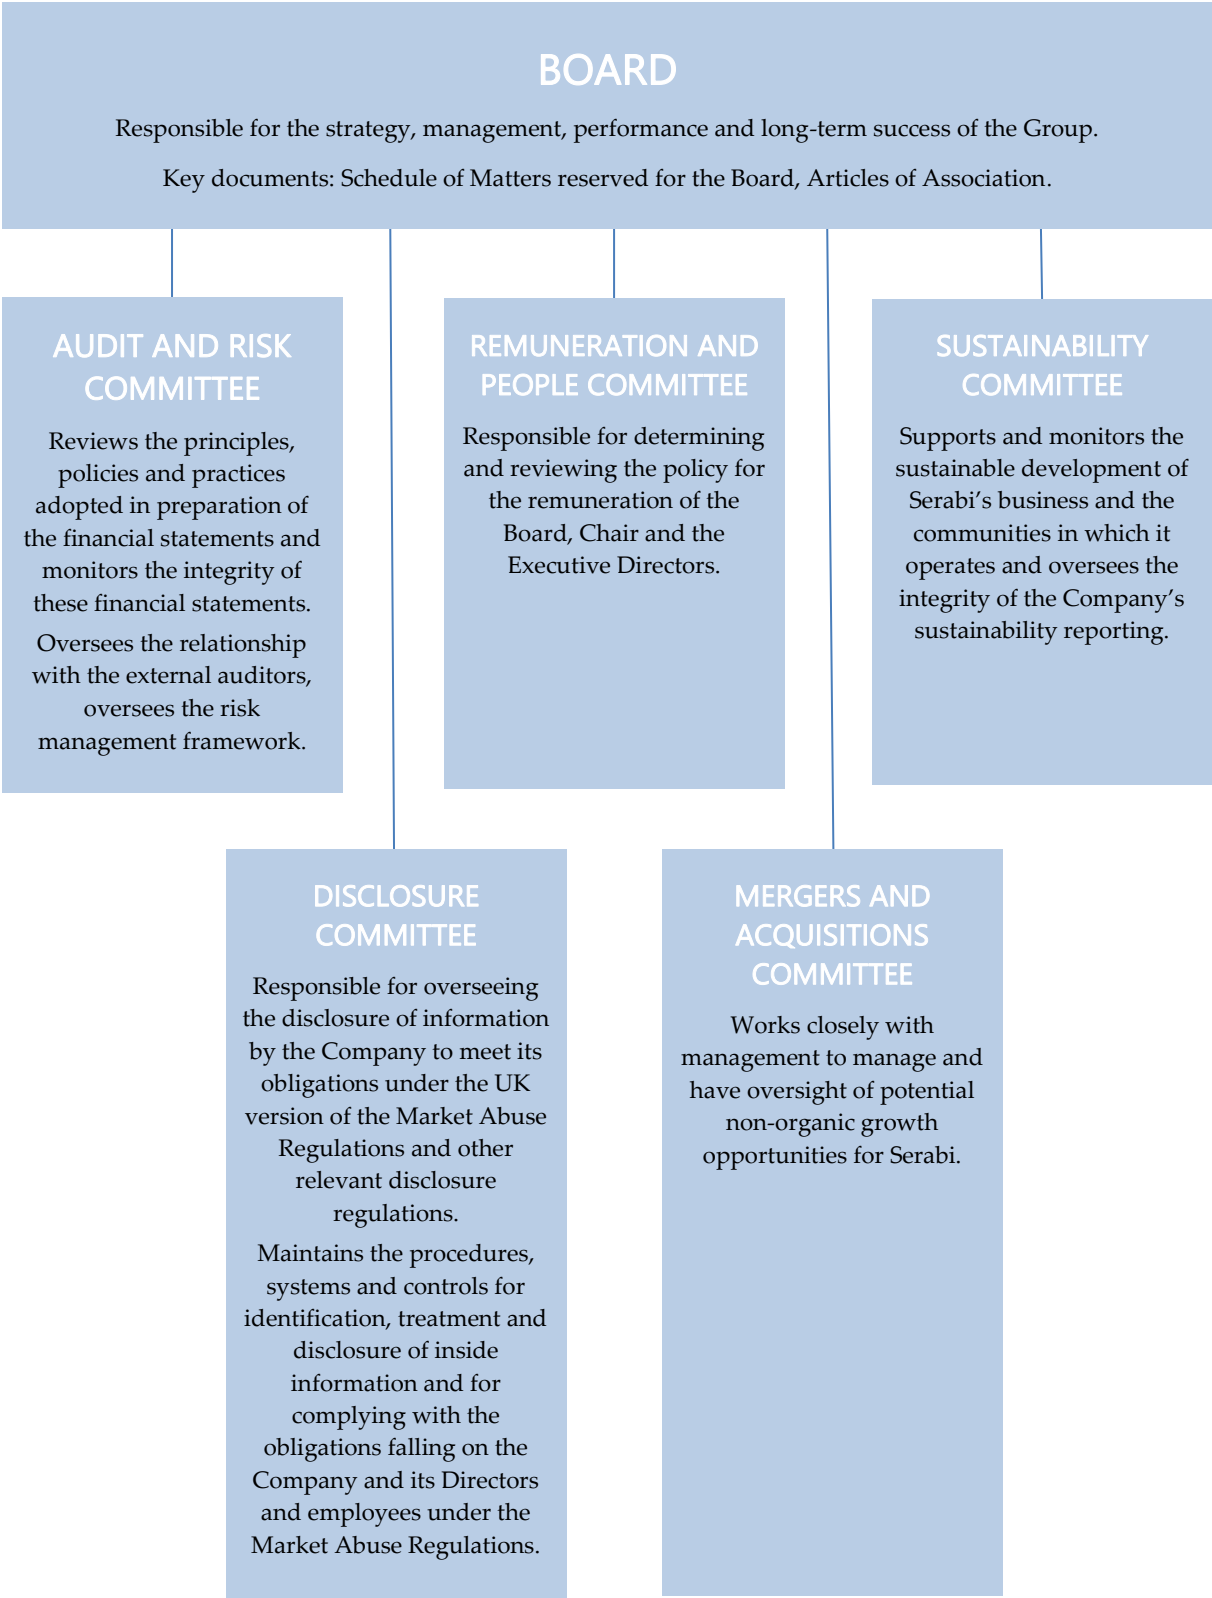 BOARD
Responsible for the strategy, management, performance and long-term success of the Group.
Key documents: Schedule of Matters reserved for the Board, Articles of Association.
AUDIT AND RISK
COMMITTEE
Reviews the principles,
policies and practices
adopted in preparation of
the financial statements and
monitors the integrity of
these financial statements.
Oversees the relationship
with the external auditors,
oversees the risk
management framework.
REMUNERATION AND
PEOPLE COMMITTEE
Responsible for determining
and reviewing the policy for
the remuneration of the
Board, Chair and the
Executive Directors.
SUSTAINABILITY
COMMITTEE
Supports and monitors the
sustainable development of
Serabi’s business and the
communities in which it
operates and oversees the
integrity of the Company’s
sustainability reporting.
DISCLOSURE
COMMITTEE
Responsible for overseeing
the disclosure of information
by the Company to meet its
obligations under the UK
version of the Market Abuse
Regulations and other
relevant disclosure
regulations.
Maintains the procedures,
systems and controls for
identification, treatment and
disclosure of inside
information and for
complying with the
obligations falling on the
Company and its Directors
and employees under the
Market Abuse Regulations.
MERGERS AND
ACQUISITIONS
COMMITTEE
Works closely with
management to manage and
have oversight of potential
non-organic growth
opportunities for Serabi.